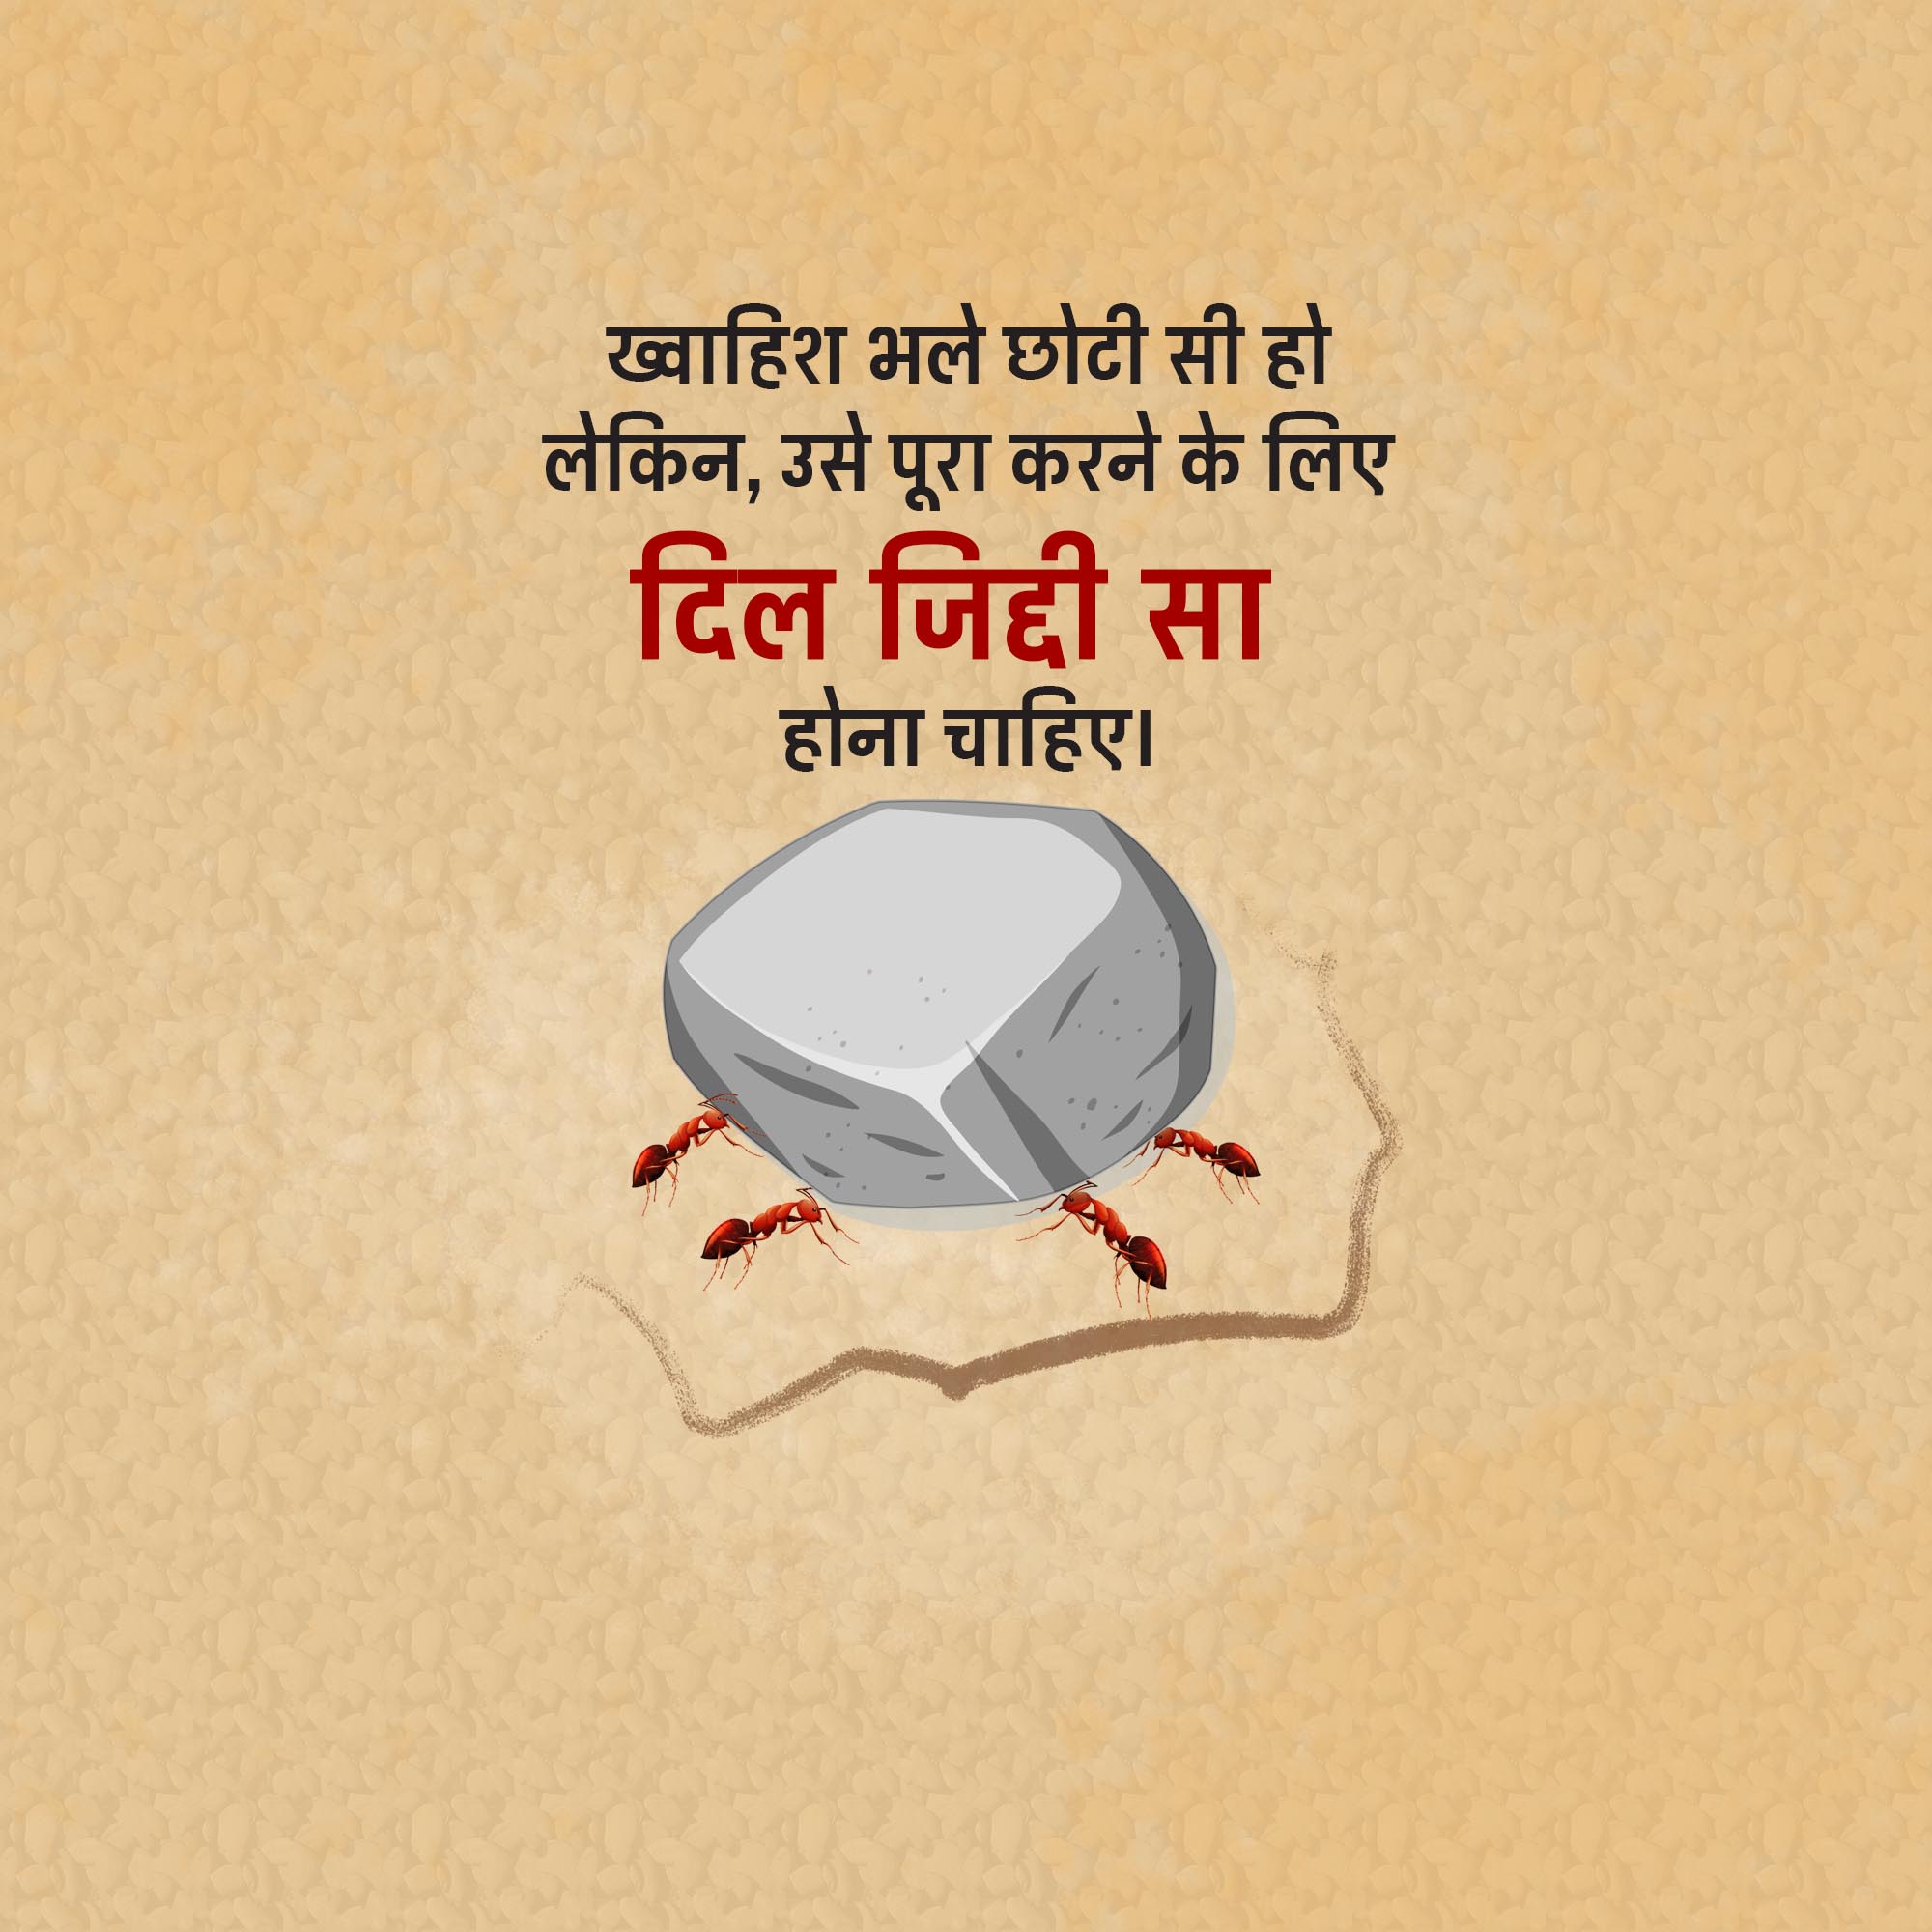 ख्वाहिश भले छोटी सी हो
लेकिन, उसे पूरा करने के लिए
दिल जिद्दी सा
होना चाहिए।